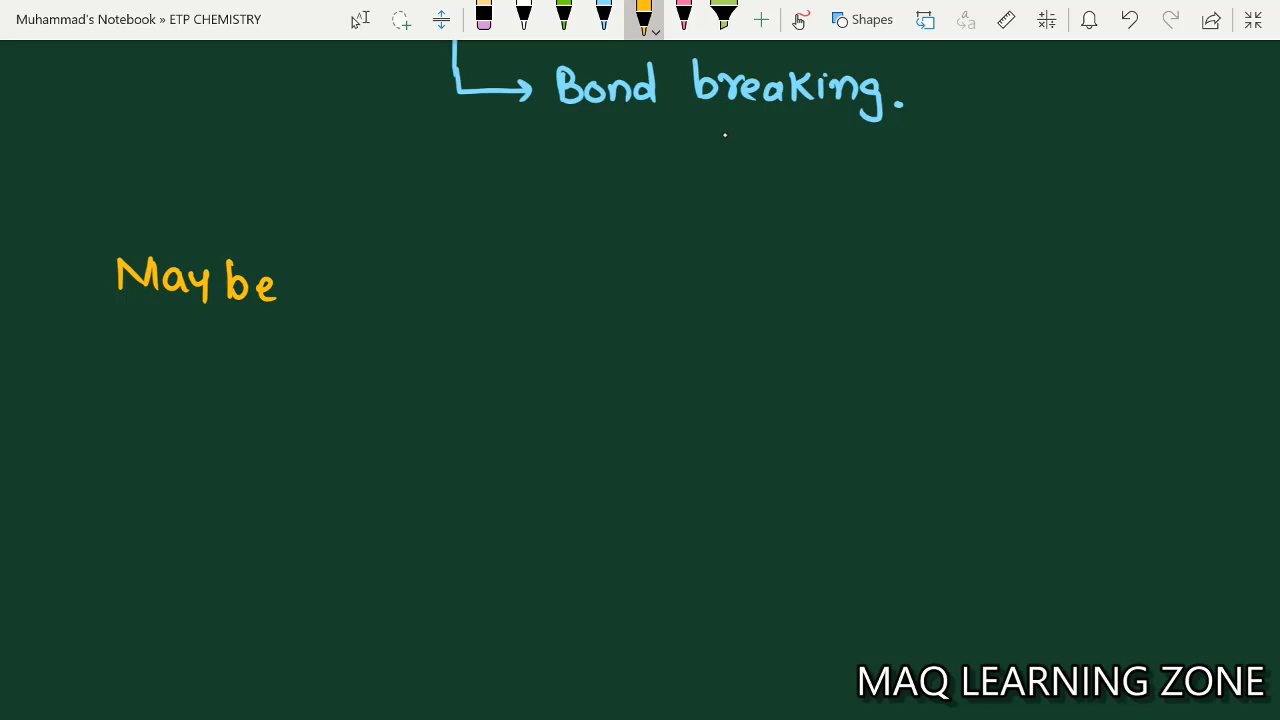 Muhammad's Notebook » ETP CHEMISTRY
Shapes
Bond breaking.
May be
MAQ LEARNING ZONE